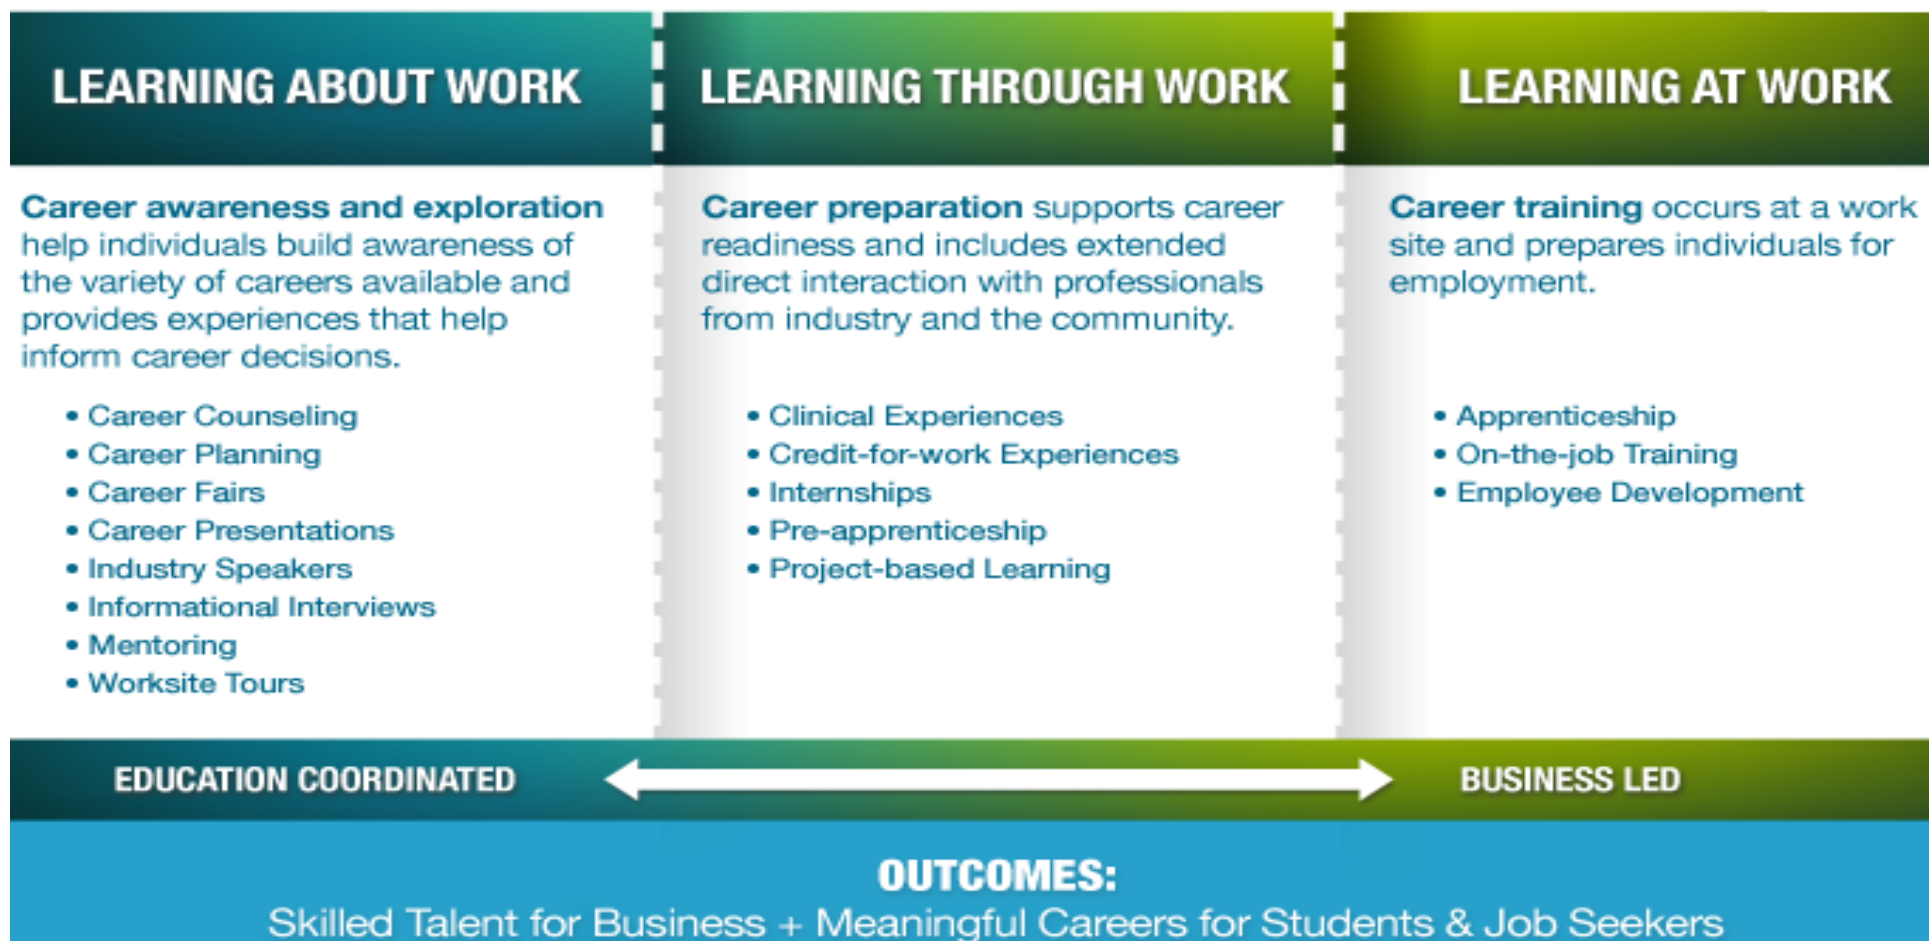 LEARNING ABOUT WORK
Career awareness and exploration
help individuals build awareness of
the variety of careers available and
provides experiences that help
inform career decisions.
• Career Counseling
• Career Planning
• Career Fairs
• Career Presentations
• Industry Speakers
• Informational Interviews
• Mentoring
• Worksite Tours
LEARNING THROUGH WORK
Career preparation supports career
readiness and includes extended
direct interaction with professionals
from industry and the community.
• Clinical Experiences
• Credit-for-work Experiences
• Internships
• Pre-apprenticeship
• Project-based Learning
LEARNING AT WORK
Career training occurs at a work
site and prepares individuals for
employment.
• Apprenticeship
• On-the-job Training
• Employee Development
EDUCATION COORDINATED
BUSINESS LED
OUTCOMES:
Skilled Talent for Business + Meaningful Careers for Students & Job Seekers